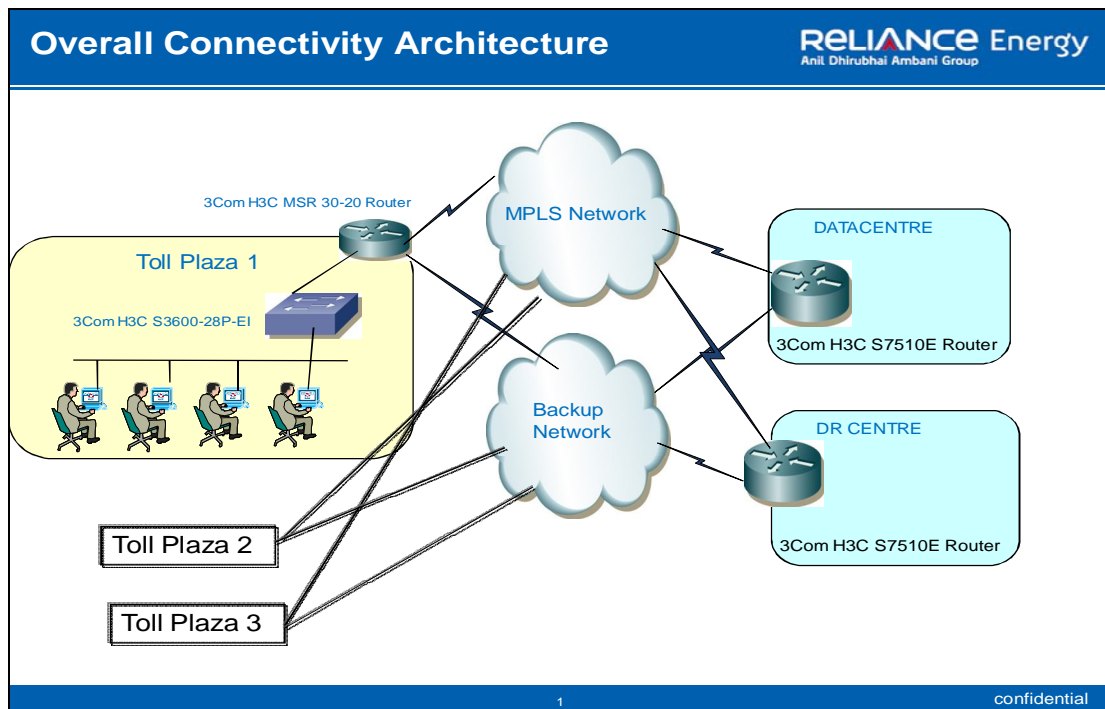 Overall Connectivity Architecture
RELIANCE Energy
Anil Dhirubhai Ambani Group
3Com H3C MSR 30-20 Router
MPLS Network
DATACENTRE
Toll Plaza 1
3Com H3C S3600-28P-EI
3Com H3C S7510E Router
Backup
Network
DR CENTRE
Toll Plaza 2
3Com H3C S7510E Router
Toll Plaza 3
1
confidential